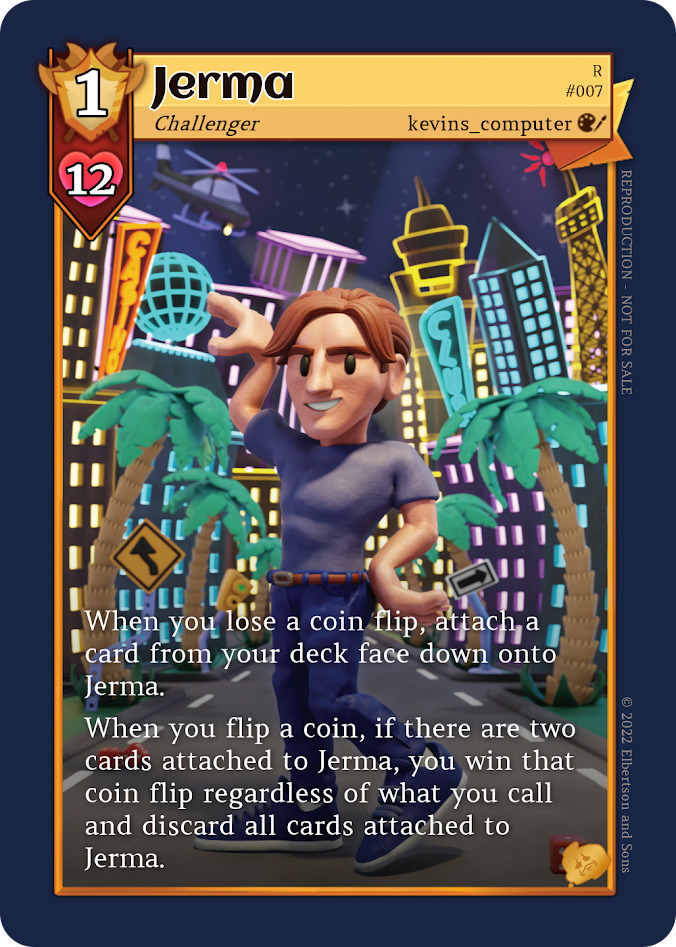 1
Jerma
R
#007
Challenger
kevins_computer
12
CASINO
REPRODUCTION - NOT FOR SALE
When you lose a coin flip, attach a
card from your deck face down onto
Jerma.
When you flip a coin, if there are two
cards attached to Jerma, you win that
coin flip regardless of what you call
and discard all cards attached to
Jerma.
© 2022 Elbertson and Sons